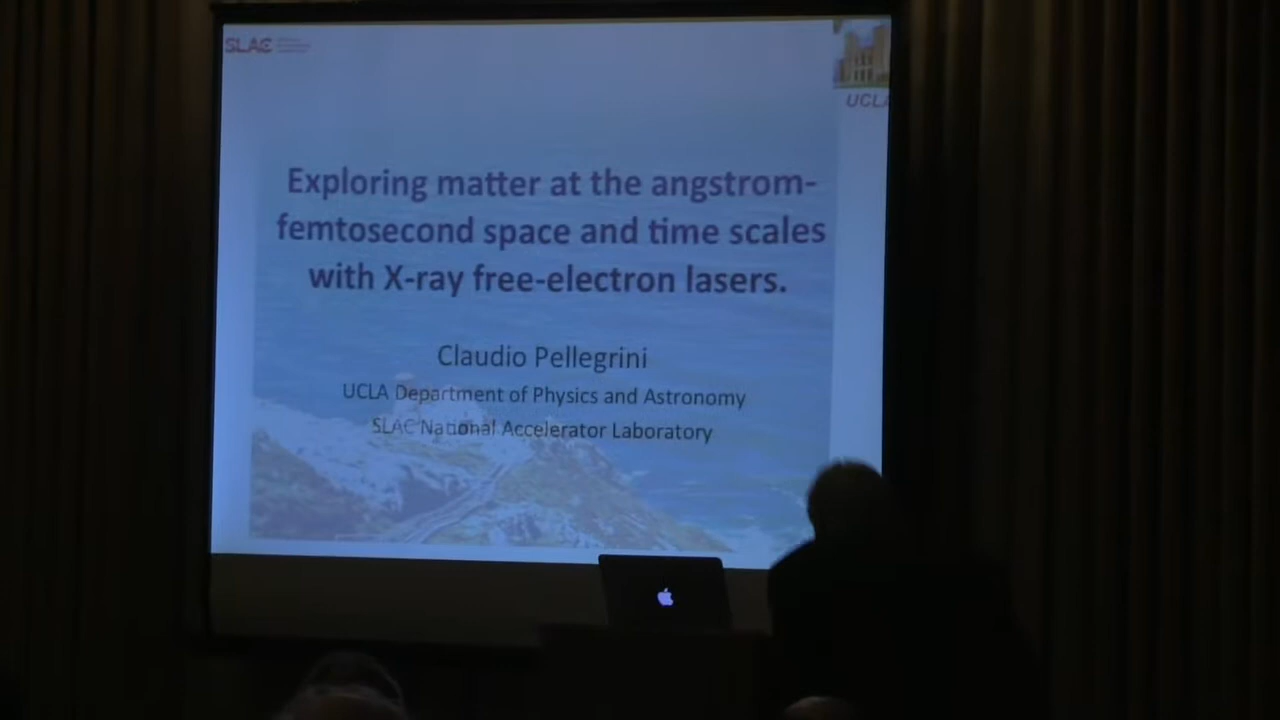 SLAC
UCLA
Exploring matter at the angstrom-
femtosecond space and time scales
with X-ray free-electron lasers.
Claudio Pellegrini
UCLA Department of Physics and Astronomy
SLAC National Accelerator Laboratory